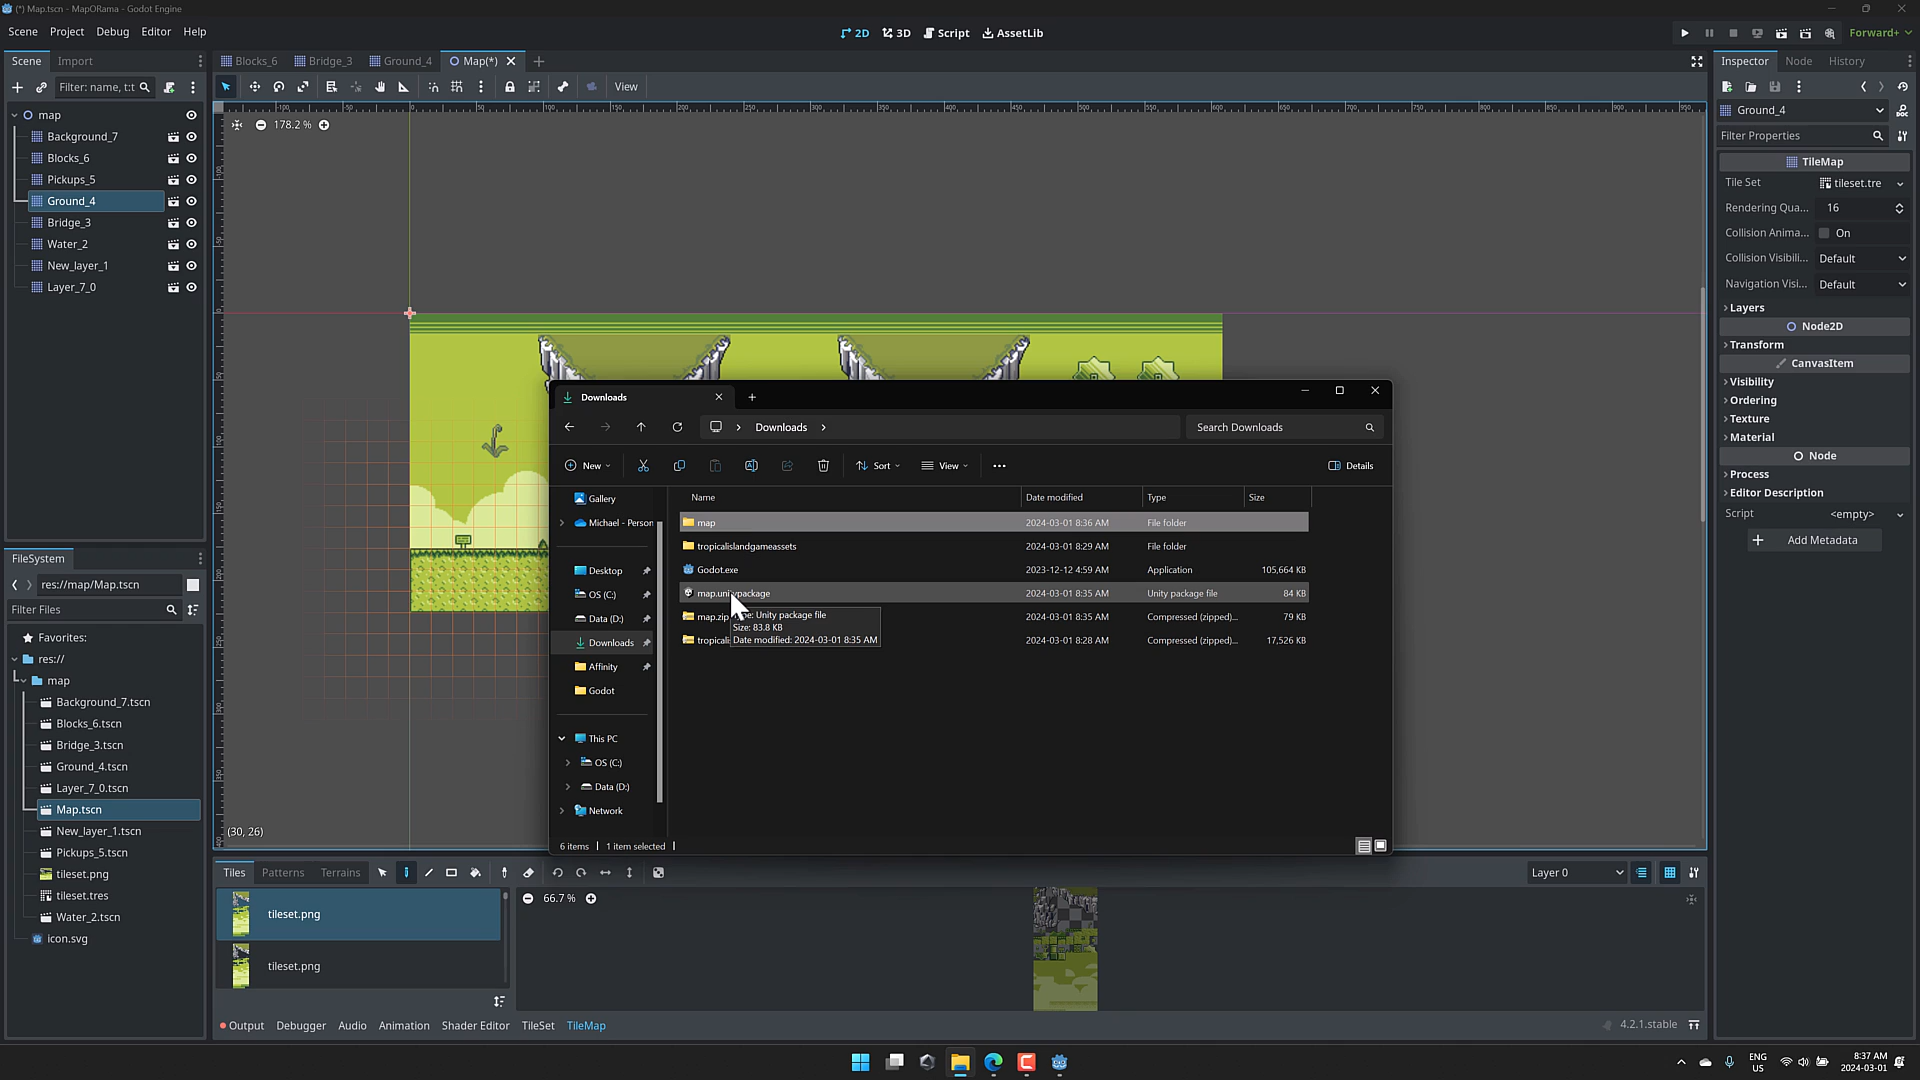 (*) Map.tscn - MapORama - Godot Engine
Scene Project Debug Editor Help
2D 3D Script AssetLib
Forward+
Scene Import
Filter: name, t:t
map
Background_7
Blocks_6
Pickups_5
Ground_4
Bridge_3
Water_2
New_layer_1
Layer_7_0
Blocks_6 Bridge_3 Ground_4 Map(*)
View
178.2 %
(30, 26)
FileSystem
res://map/Map.tscn
Filter Files
Favorites:
res://
map
Background_7.tscn
Blocks_6.tscn
Bridge_3.tscn
Ground_4.tscn
Layer_7_0.tscn
Map.tscn
New_layer_1.tscn
Pickups_5.tscn
tileset.png
tileset.tres
Water_2.tscn
icon.svg
Downloads
Downloads
Search Downloads
New Sort View Details
Gallery
Michael - Person
Desktop
OS (C:)
Data (D:)
Downloads
Affinity
Godot
This PC
OS (C:)
Data (D:)
Network
Name Date modified Type Size
map 2024-03-01 8:36 AM File folder
tropicalislandgameassets 2024-03-01 8:29 AM File folder
Godot.exe 2023-12-12 4:59 AM Application 105,664 KB
map.unitypackage 2024-03-01 8:35 AM Unity package file 84 KB
map.zip 2024-03-01 8:35 AM Compressed (zipped)... 79 KB
tropicali 2024-03-01 8:28 AM Compressed (zipped)... 17,526 KB
Unity package file
Size: 83.8 KB
Date modified: 2024-03-01 8:35 AM
6 items 1 item selected
Tiles Patterns Terrains
Layer 0
tileset.png
tileset.png
66.7 %
Output Debugger Audio Animation Shader Editor TileSet TileMap
4.2.1.stable
Inspector Node History
Ground_4
Filter Properties
TileMap
Tile Set tileset.tre
Rendering Qua... 16
Collision Anima... On
Collision Visibili... Default
Navigation Visi... Default
Layers
Node2D
Transform
CanvasItem
Visibility
Ordering
Texture
Material
Node
Process
Editor Description
Script <empty>
Add Metadata
ENG
US
8:37 AM
2024-03-01